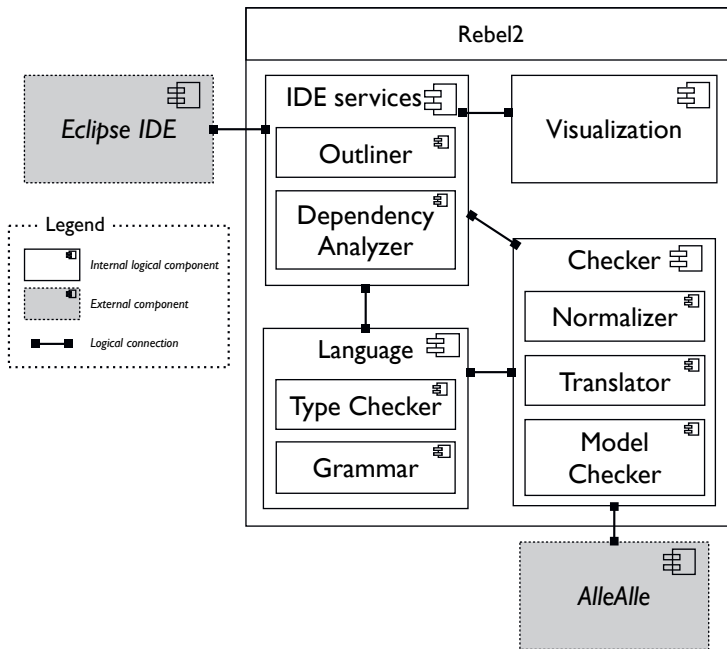 Rebel2
Eclipse IDE
IDE services
Outliner
Dependency
Analyzer
Visualization
Legend
Internal logical component
External component
Logical connection
Language
Type Checker
Grammar
Checker
Normalizer
Translator
Model
Checker
AlleAlle